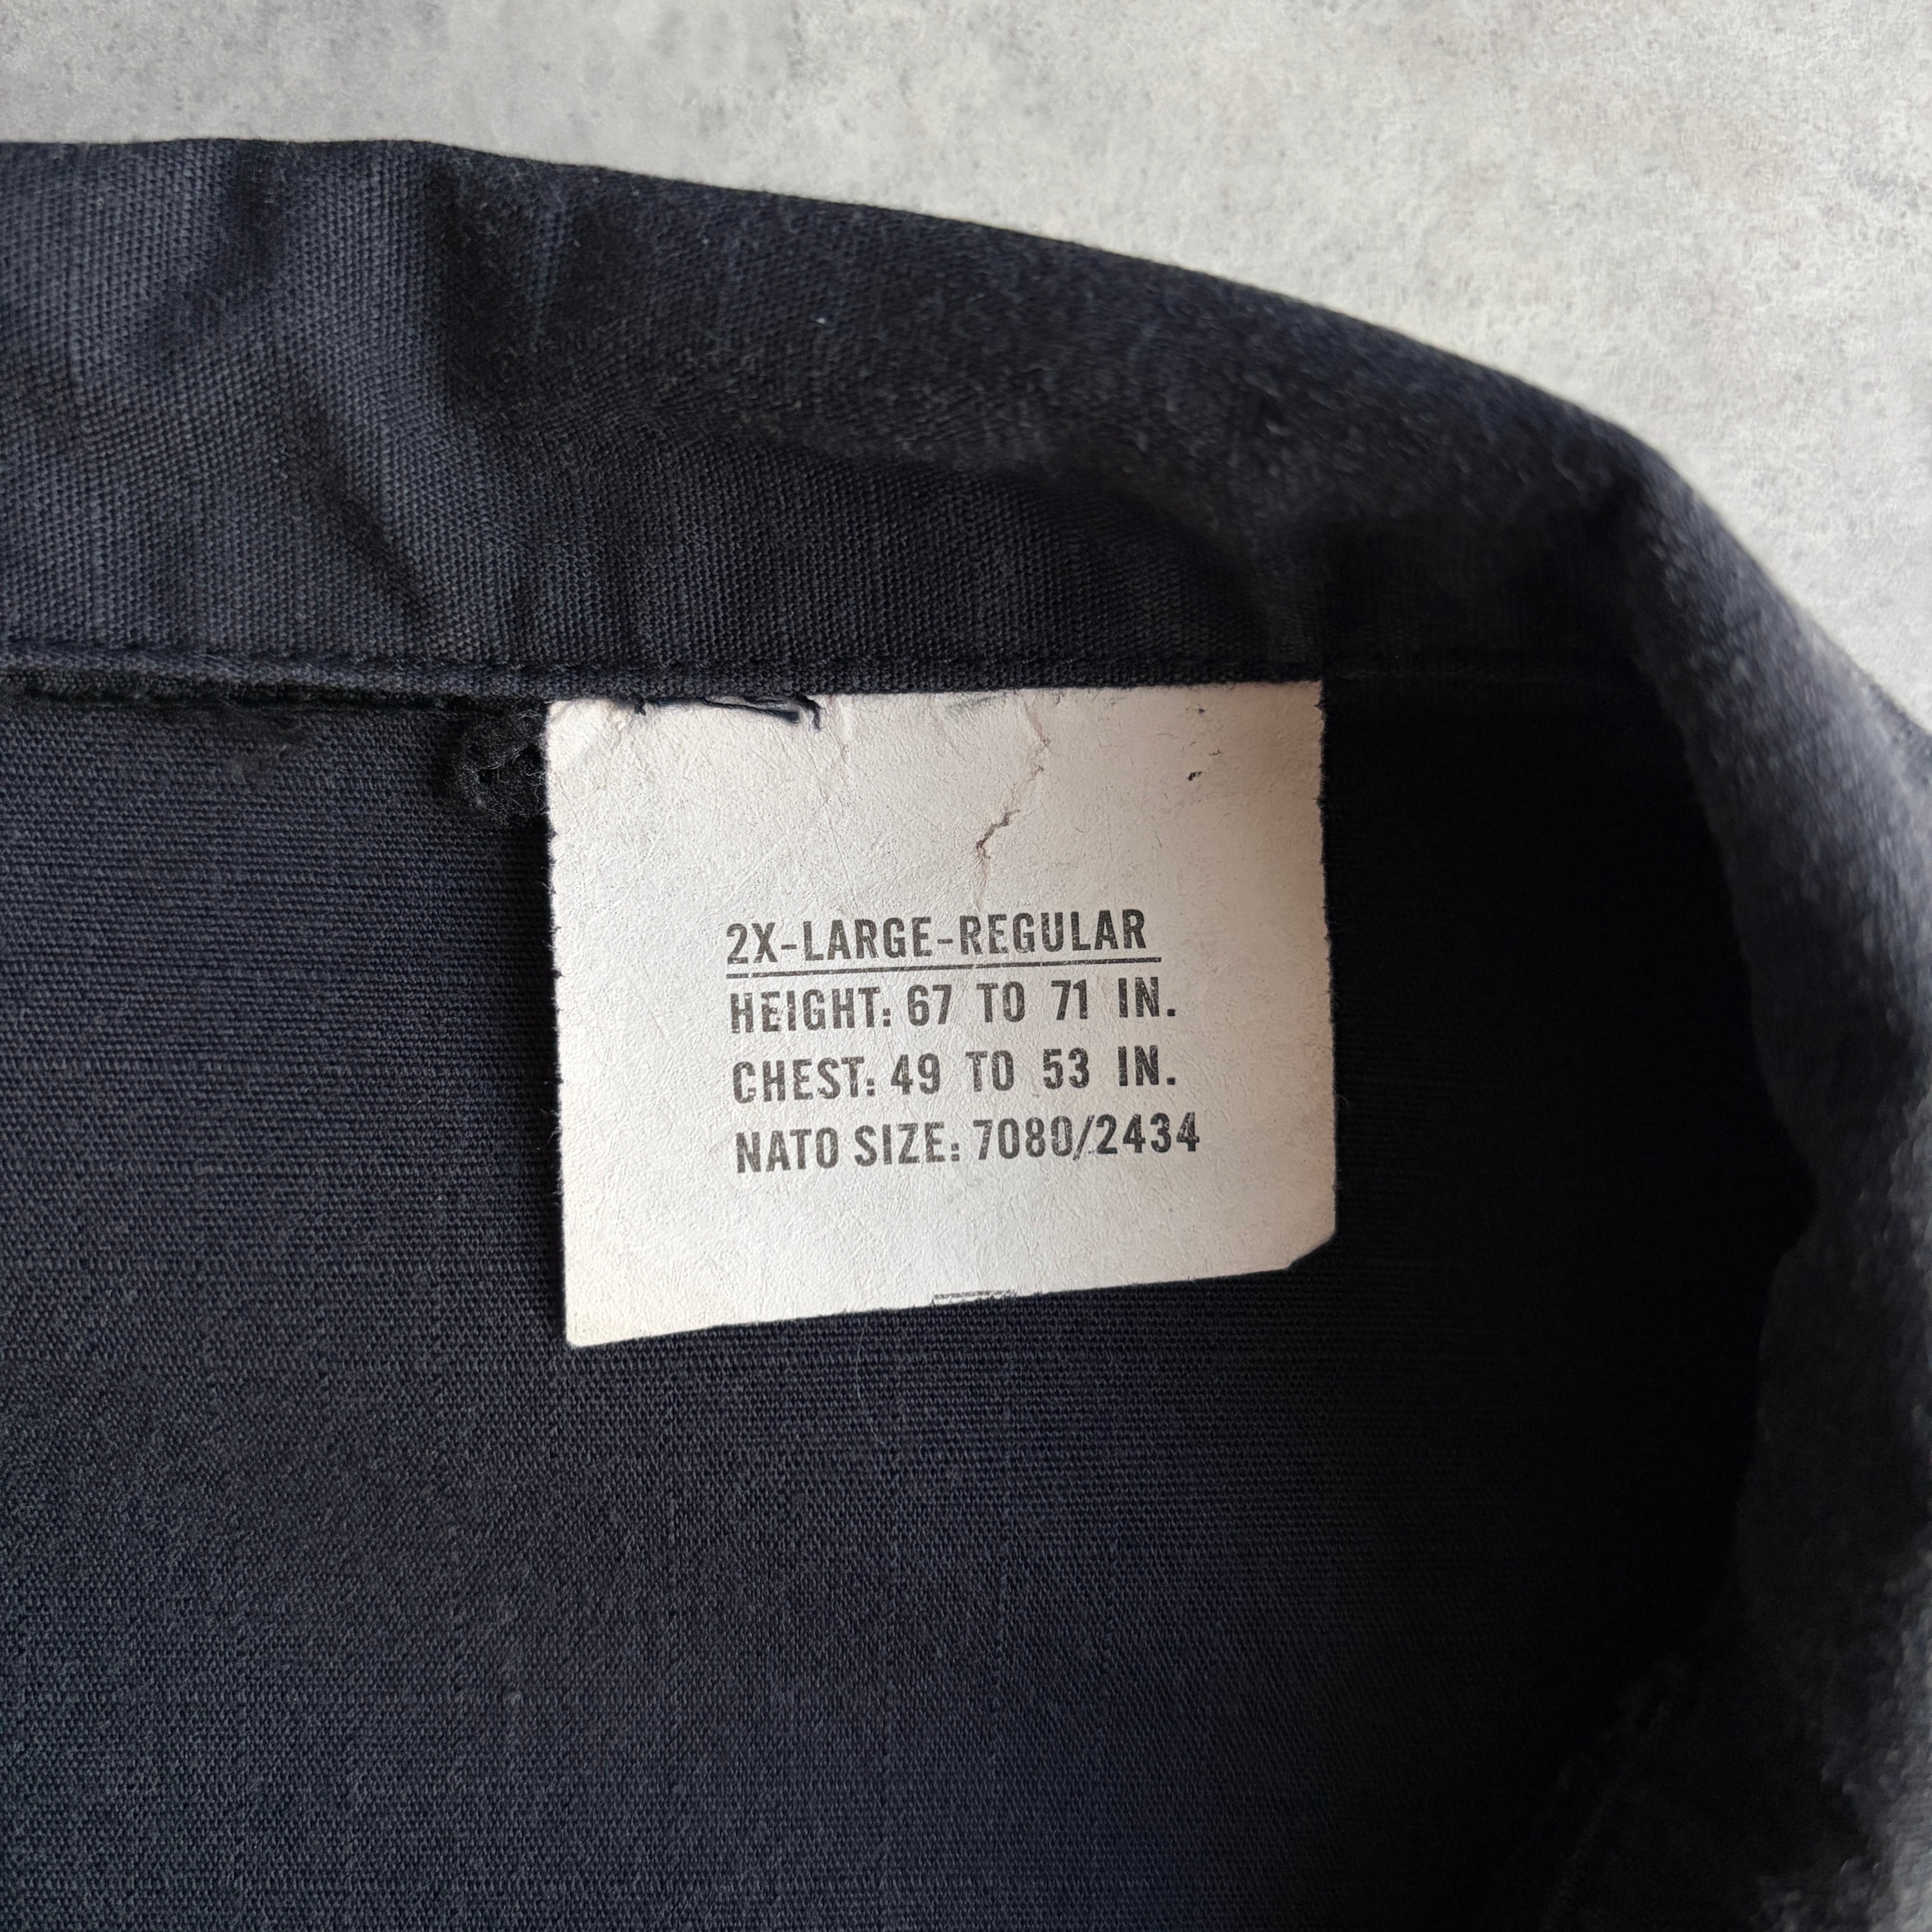 2X-LARGE-REGULAR
HEIGHT: 67 TO 71 IN.
CHEST: 49 TO 53 IN.
NATO SIZE: 7080/2434